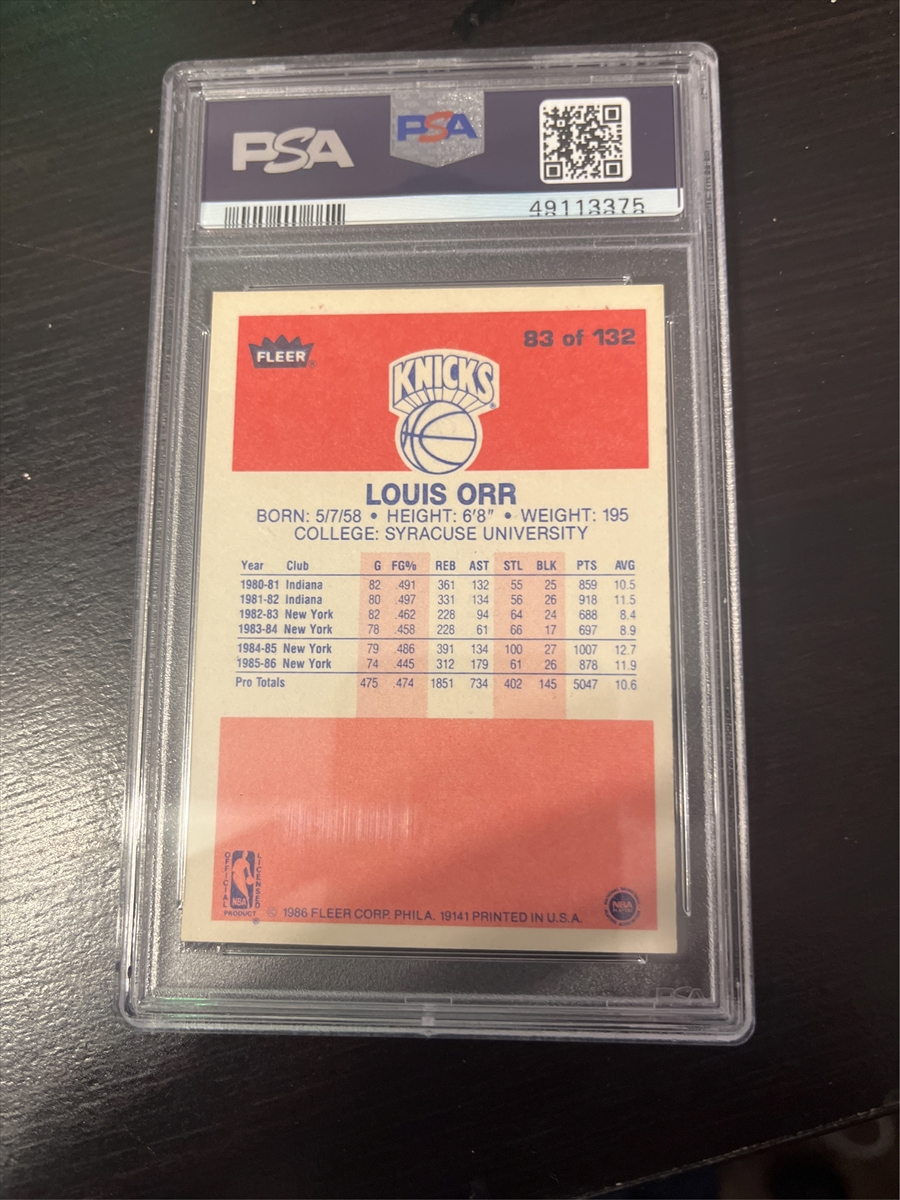 PSA PSA
49113375
FLEER® 83 of 132
KNICKS®
LOUIS ORR
BORN: 5/7/58 • HEIGHT: 6'8" • WEIGHT: 195
COLLEGE: SYRACUSE UNIVERSITY
Year Club G FG% REB AST STL BLK PTS AVG
1980-81 Indiana 82 .491 361 132 55 25 859 10.5
1981-82 Indiana 80 .497 331 134 56 26 918 11.5
1982-83 New York 82 .462 228 94 64 24 688 8.4
1983-84 New York 78 .458 228 61 66 17 697 8.9
1984-85 New York 79 .486 391 134 100 27 1007 12.7
1985-86 New York 74 .445 312 179 61 26 878 11.9
Pro Totals 475 .474 1851 734 402 145 5047 10.6
OFFICIAL LICENSED
NBA
PRODUCT ®
© 1986 FLEER CORP. PHILA. 19141 PRINTED IN U.S.A.
NBA
PSA